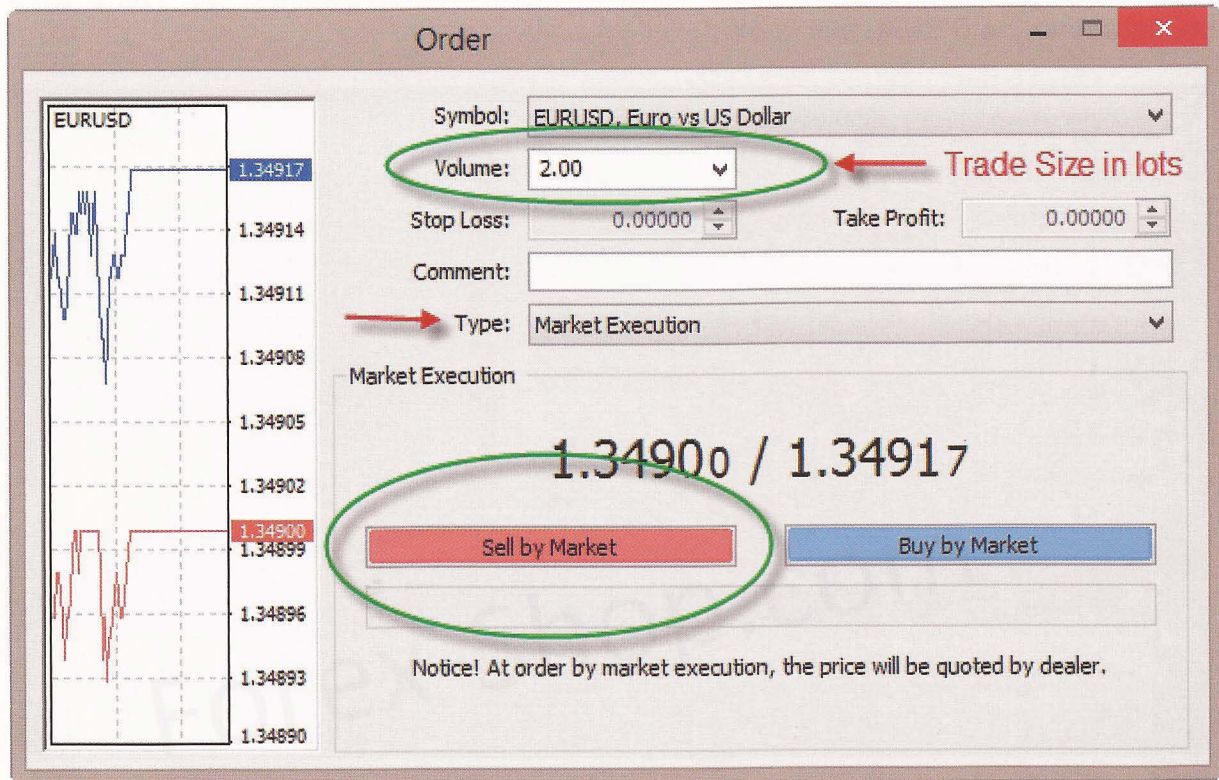 Order
EURUSD
1.34917
1.34914
1.34911
1.34908
1.34905
1.34902
1.34900
1.34899
1.34896
1.34893
1.34890
Symbol: EURUSD, Euro vs US Dollar
Volume: 2.00
Trade Size in lots
Stop Loss: 0.00000 Take Profit: 0.00000
Comment:
Type: Market Execution
Market Execution
1.34900 / 1.34917
Sell by Market Buy by Market
Notice! At order by market execution, the price will be quoted by dealer.